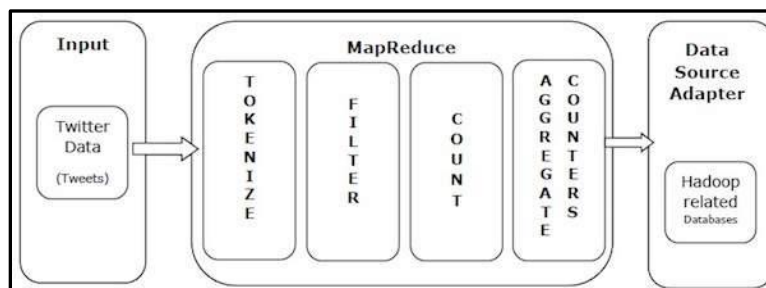 Input
Twitter
Data
(Tweets)
MapReduce
TOKENIZE
FILTER
COUNT
AGGREGATE
COUNTERS
Data
Source
Adapter
Hadoop
related
Databases